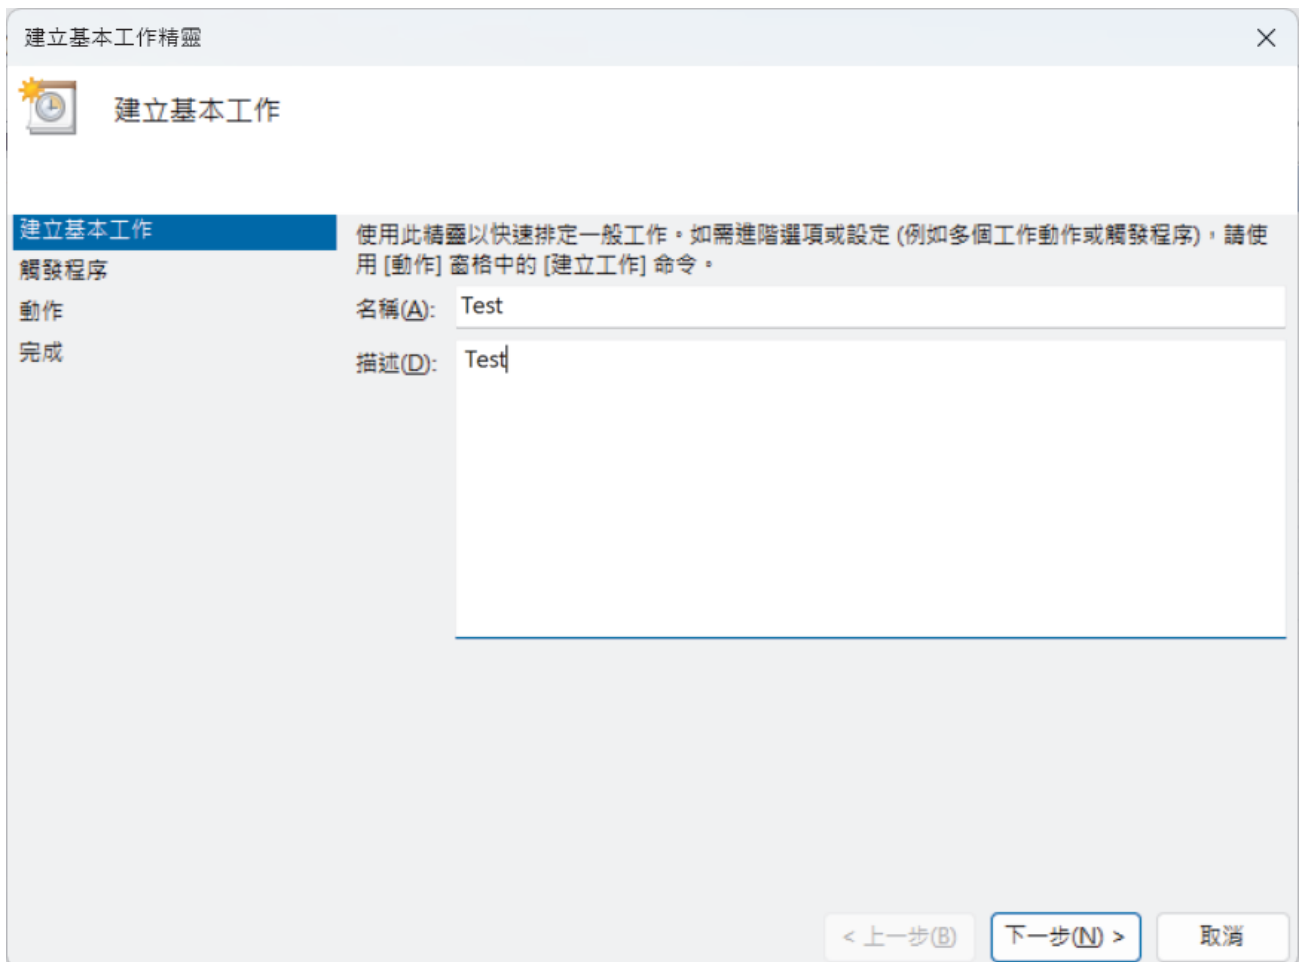 建立基本工作精靈
建立基本工作
建立基本工作
觸發程序
動作
完成
使用此精靈以快速排定一般工作。如需進階選項或設定 (例如多個工作動作或觸發程序)，請使
用 [動作] 窗格中的 [建立工作] 命令。
名稱(A): Test
描述(D): Test
< 上一步(B) 下一步(N) > 取消